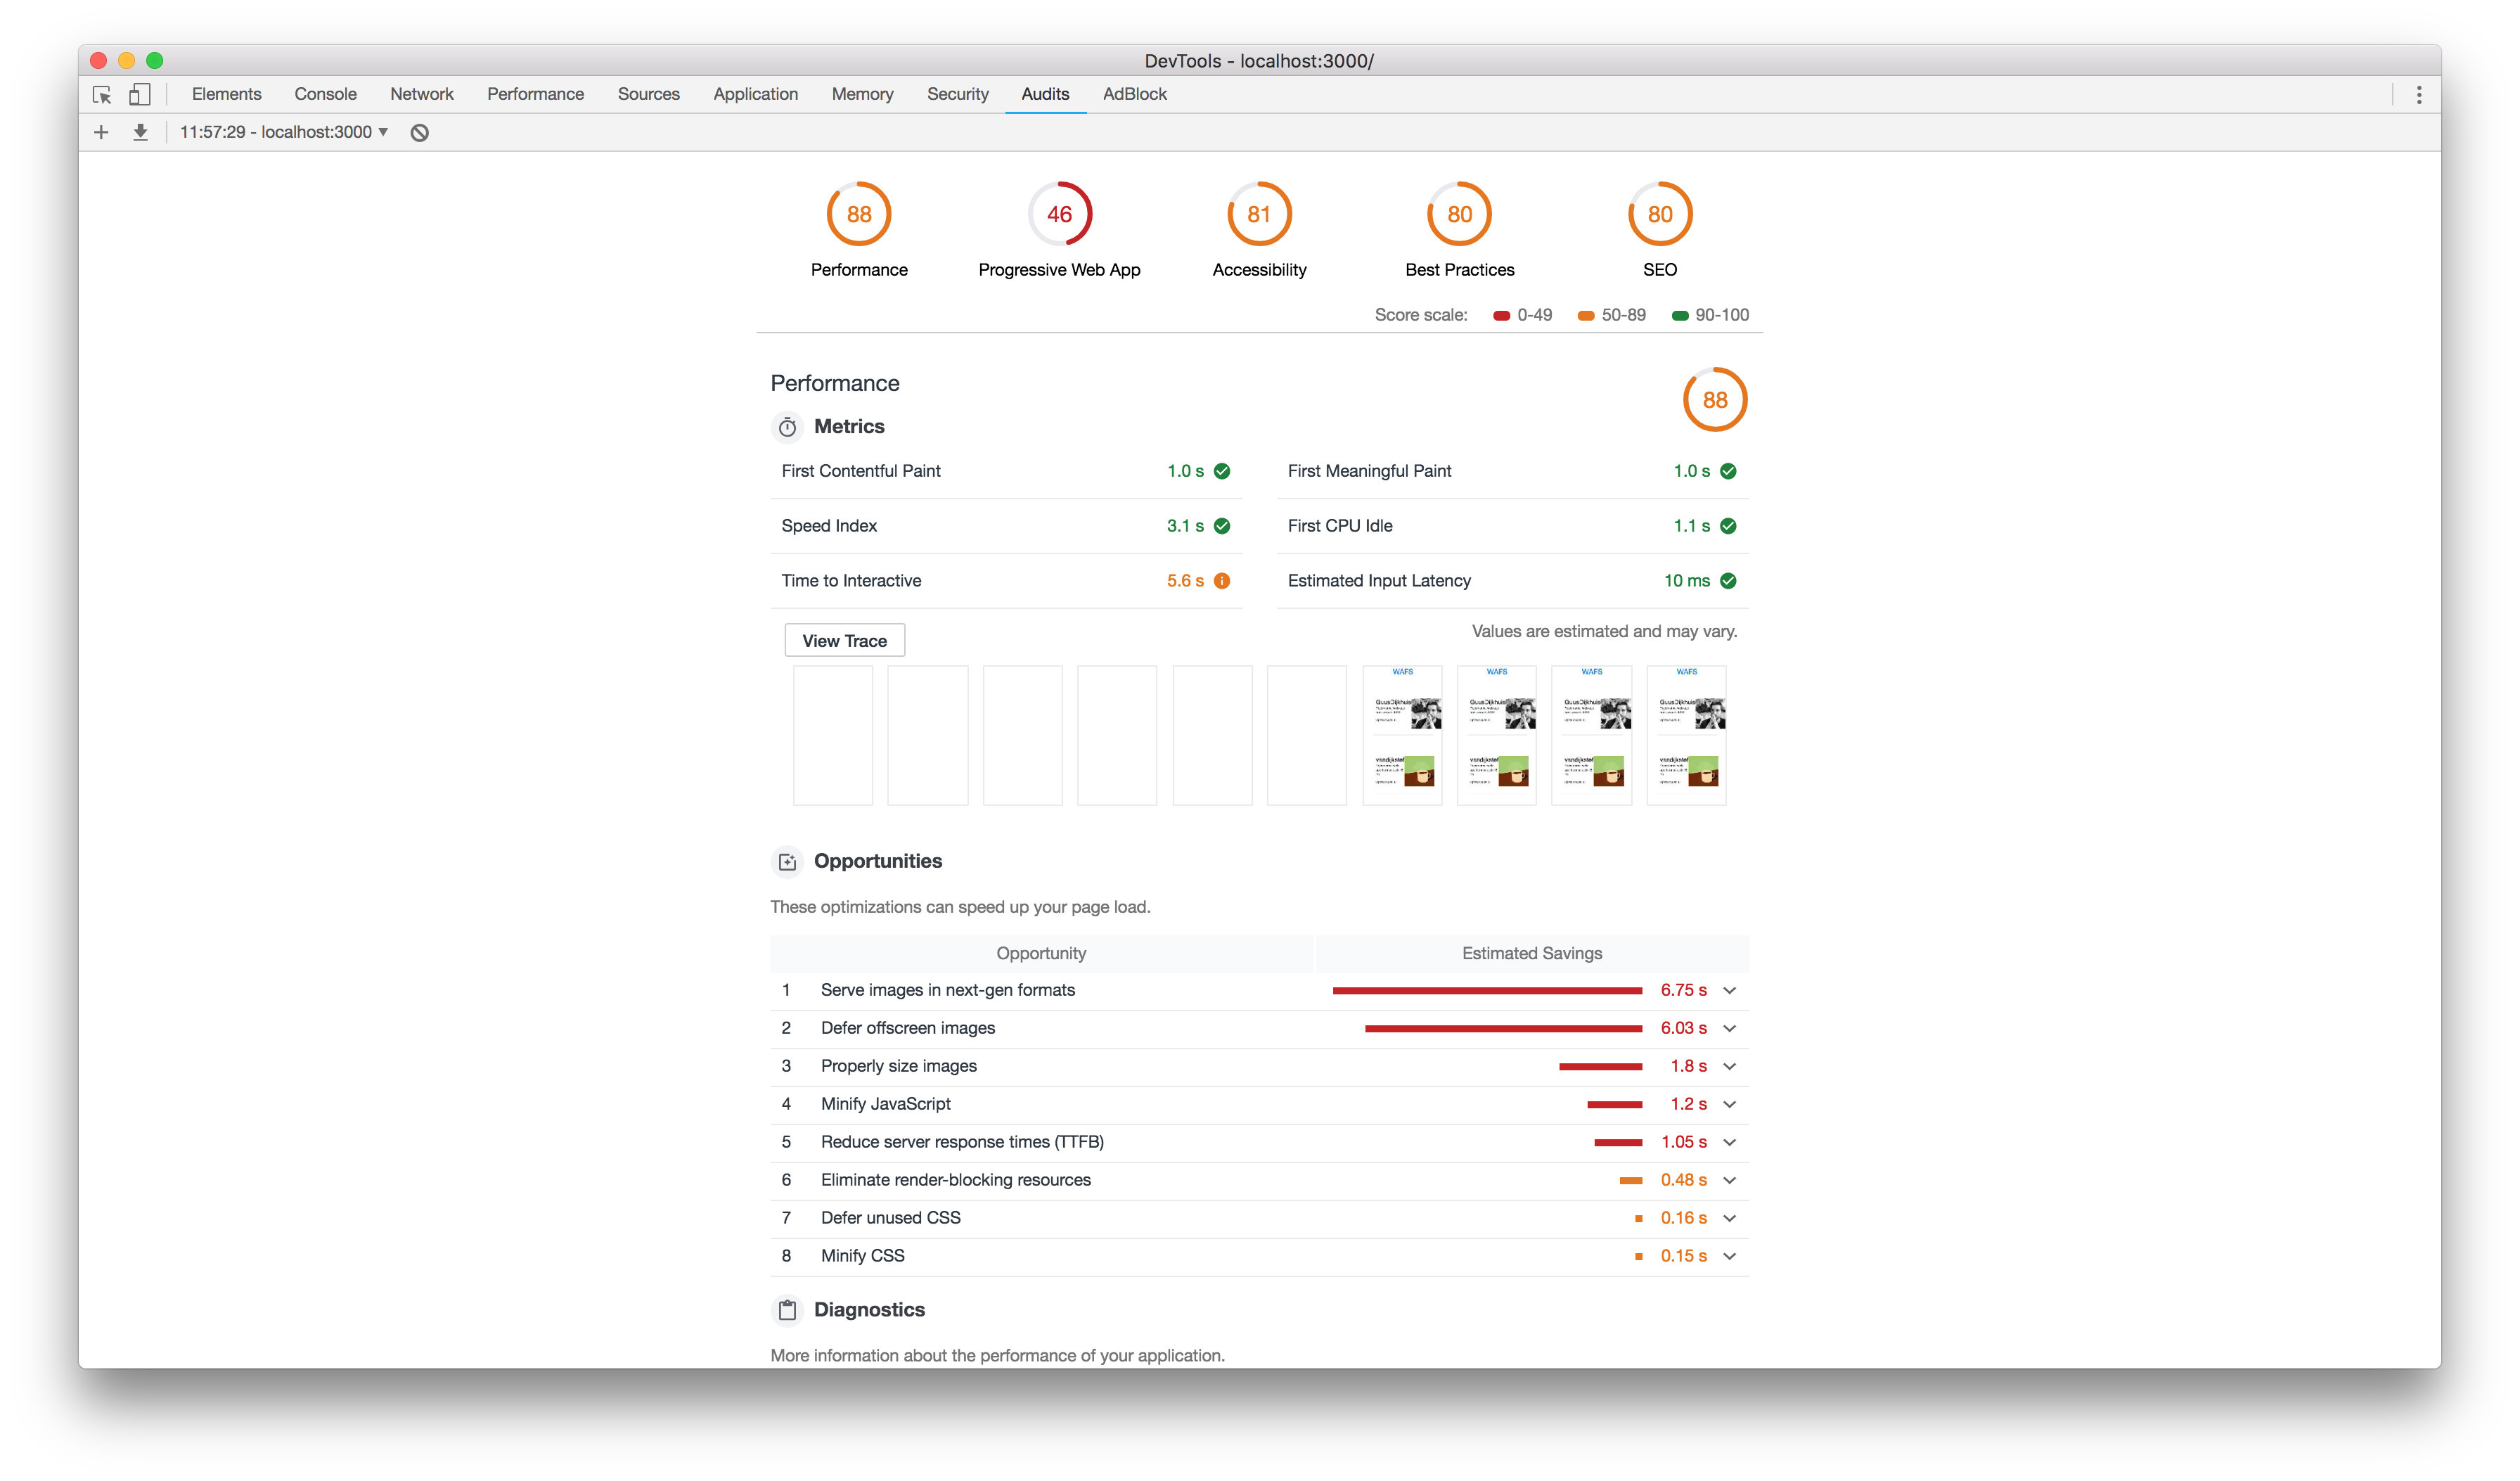 DevTools - localhost:3000/
Elements Console Network Performance Sources Application Memory Security Audits AdBlock
11:57:29 - localhost:3000
88 46 81 80 80
Performance Progressive Web App Accessibility Best Practices SEO
Score scale: 0-49 50-89 90-100
Performance
88
Metrics
First Contentful Paint 1.0 s First Meaningful Paint 1.0 s
Speed Index 3.1 s First CPU Idle 1.1 s
Time to Interactive 5.6 s Estimated Input Latency 10 ms
View Trace Values are estimated and may vary.
WAFS WAFS WAFS WAFS
Opportunities
These optimizations can speed up your page load.
Opportunity Estimated Savings
1 Serve images in next-gen formats 6.75 s
2 Defer offscreen images 6.03 s
3 Properly size images 1.8 s
4 Minify JavaScript 1.2 s
5 Reduce server response times (TTFB) 1.05 s
6 Eliminate render-blocking resources 0.48 s
7 Defer unused CSS 0.16 s
8 Minify CSS 0.15 s
Diagnostics
More information about the performance of your application.